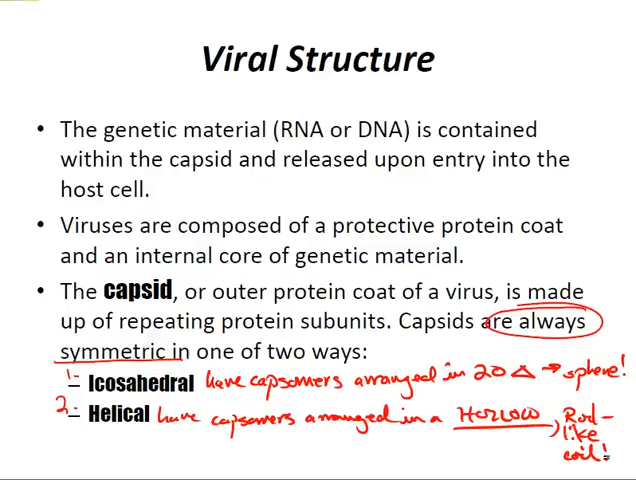 Viral Structure
• The genetic material (RNA or DNA) is contained
within the capsid and released upon entry into the
host cell.
• Viruses are composed of a protective protein coat
and an internal core of genetic material.
• The capsid, or outer protein coat of a virus, is made
up of repeating protein subunits. Capsids are always
symmetric in one of two ways:
1- – Icosahedral have capsomers arranged in 20 Δ → sphere!
2- – Helical have capsomers arranged in a HOLLOW, Rod-
like
coil!